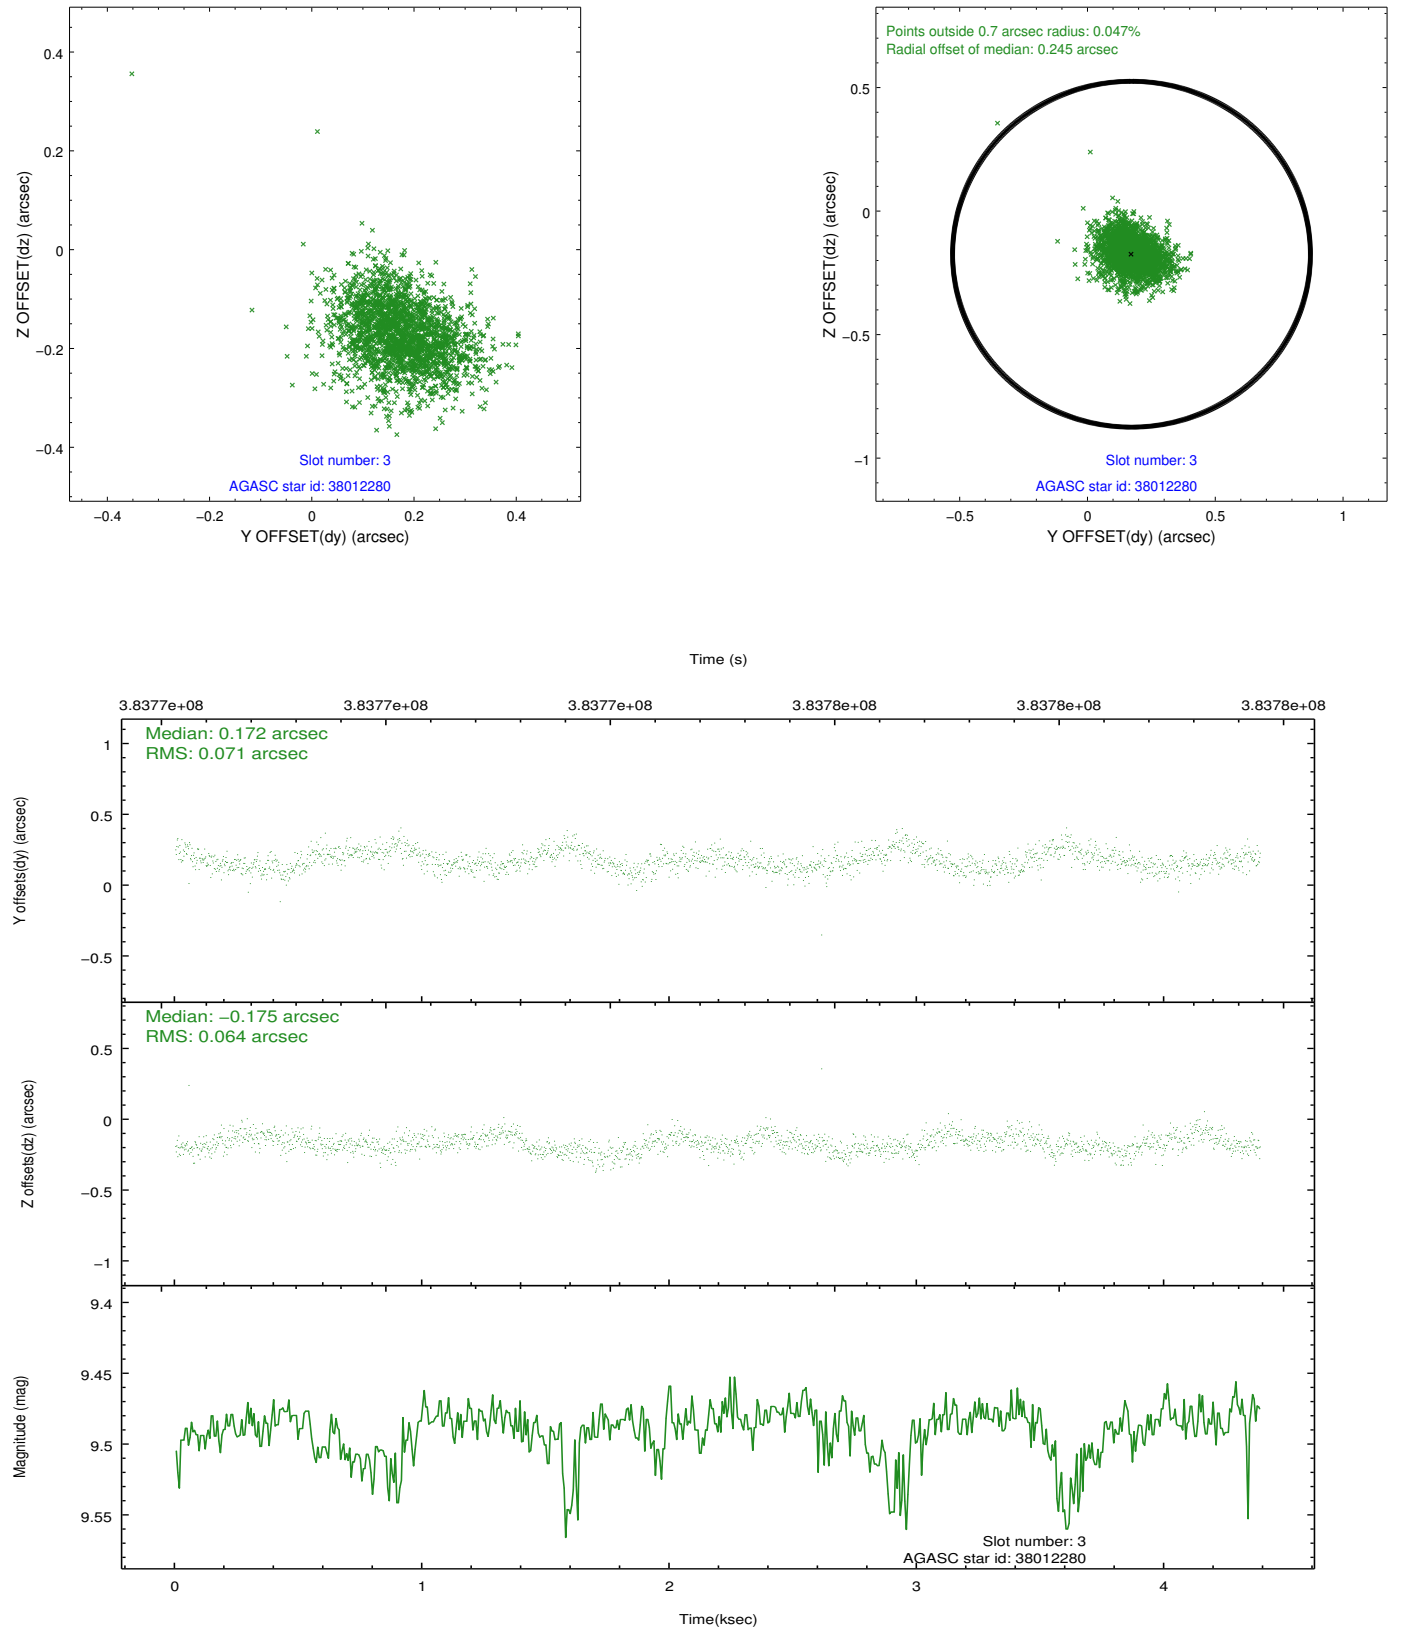 0.4
0.2
0
−0.2
−0.4
Z OFFSET(dz) (arcsec)
Slot number: 3
AGASC star id: 38012280
−0.4 −0.2 0 0.2 0.4
Y OFFSET(dy) (arcsec)
Points outside 0.7 arcsec radius: 0.047%
Radial offset of median: 0.245 arcsec
0.5
0
−0.5
−1
Z OFFSET(dz) (arcsec)
Slot number: 3
AGASC star id: 38012280
−0.5 0 0.5 1
Y OFFSET(dy) (arcsec)
Time (s)
3.8377e+08 3.8377e+08 3.8377e+08 3.8378e+08 3.8378e+08 3.8378e+08
Median: 0.172 arcsec
RMS: 0.071 arcsec
1
0.5
0
−0.5
Y offsets(dy) (arcsec)
Median: −0.175 arcsec
RMS: 0.064 arcsec
0.5
0
−0.5
−1
Z offsets(dz) (arcsec)
9.4
9.45
9.5
9.55
Magnitude (mag)
Slot number: 3
AGASC star id: 38012280
0 1 2 3 4
Time(ksec)